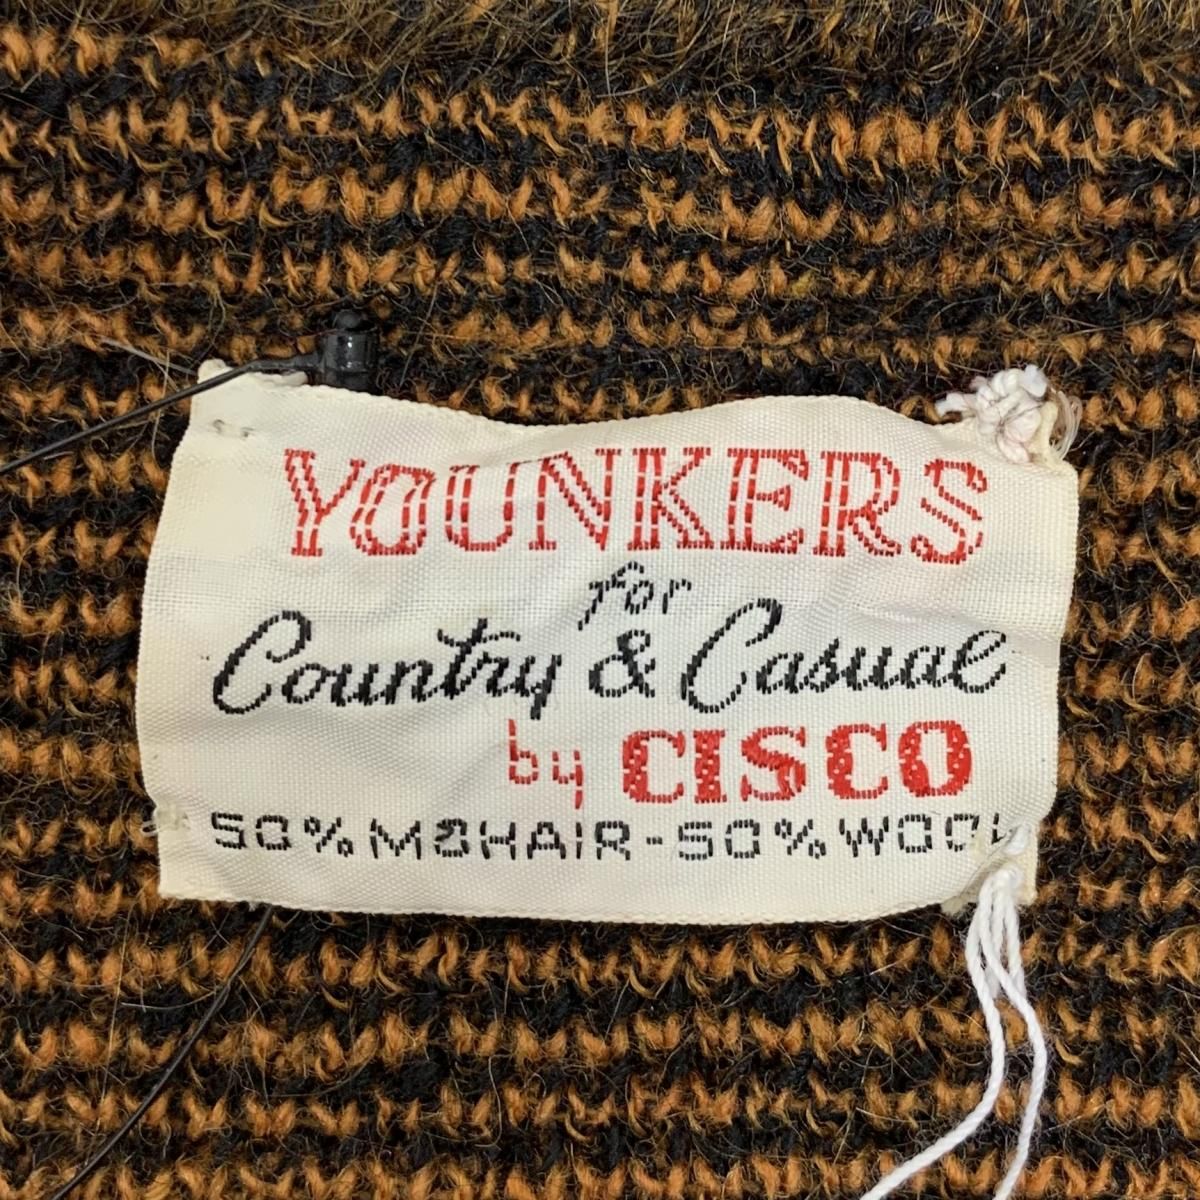 YOUNKERS
for
Country & Casual
by CISCO
50% MOHAIR - 50% WOOL